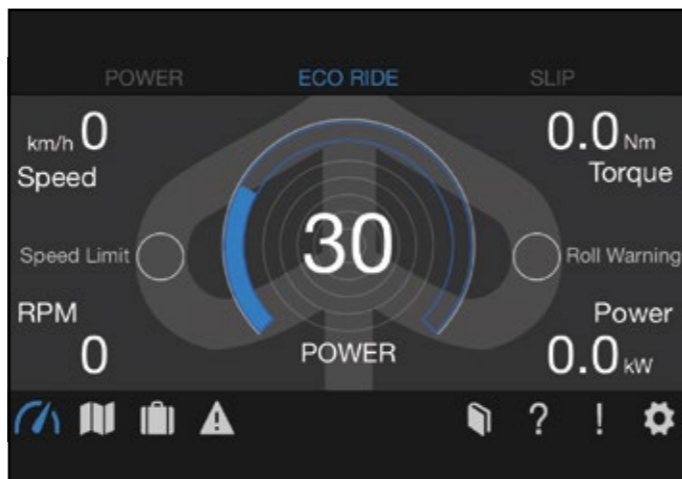 POWER ECO RIDE SLIP
km/h 0 0.0 Nm
Speed Torque
30
Speed Limit Roll Warning
RPM Power
POWER
0 0.0 kW
? !